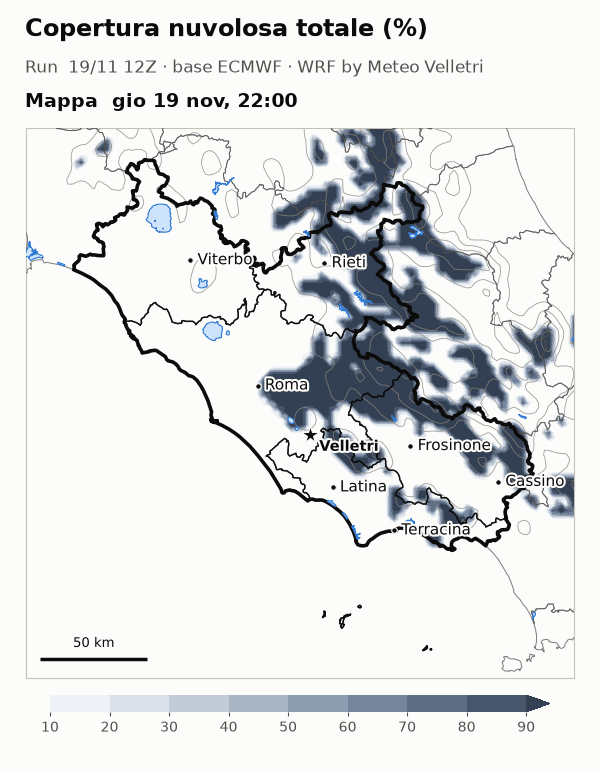 Copertura nuvolosa totale (%)
Run 19/11 12Z · base ECMWF · WRF by Meteo Velletri
Mappa gio 19 nov, 22:00
Viterbo
Rieti
Roma
Velletri
Frosinone
Latina
Cassino
Terracina
50 km
10 20 30 40 50 60 70 80 90